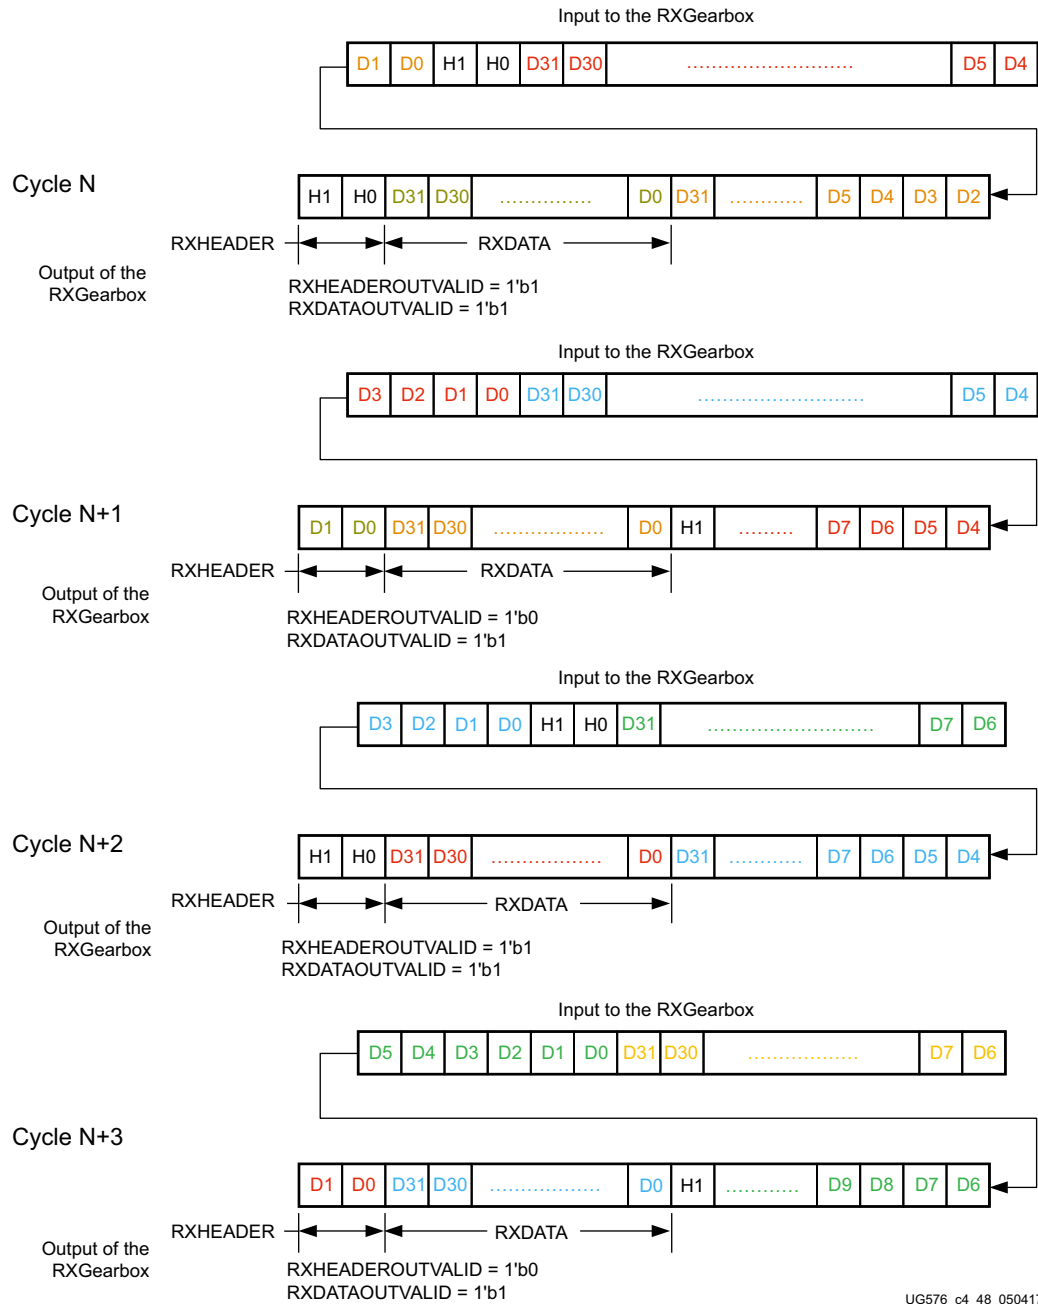 Input to the RXGearbox
D1 D0 H1 H0 D31 D30 .......................... D5 D4
Cycle N
H1 H0 D31 D30 .............. D0 D31 ........... D5 D4 D3 D2
RXHEADER RXDATA
Output of the
RXGearbox
RXHEADEROUTVALID = 1'b1
RXDATAOUTVALID = 1'b1
Input to the RXGearbox
D3 D2 D1 D0 D31 D30 .......................... D5 D4
Cycle N+1
D1 D0 D31 D30 ................. D0 H1 ......... D7 D6 D5 D4
RXHEADER RXDATA
Output of the
RXGearbox
RXHEADEROUTVALID = 1'b0
RXDATAOUTVALID = 1'b1
Input to the RXGearbox
D3 D2 D1 D0 H1 H0 D31 .......................... D7 D6
Cycle N+2
H1 H0 D31 D30 ................. D0 D31 ........... D7 D6 D5 D4
RXHEADER RXDATA
Output of the
RXGearbox
RXHEADEROUTVALID = 1'b1
RXDATAOUTVALID = 1'b1
Input to the RXGearbox
D5 D4 D3 D2 D1 D0 D31 D30 ................. D7 D6
Cycle N+3
D1 D0 D31 D30 ................. D0 H1 ........... D9 D8 D7 D6
RXHEADER RXDATA
Output of the
RXGearbox
RXHEADEROUTVALID = 1'b0
RXDATAOUTVALID = 1'b1
UG576_c4_48_050417